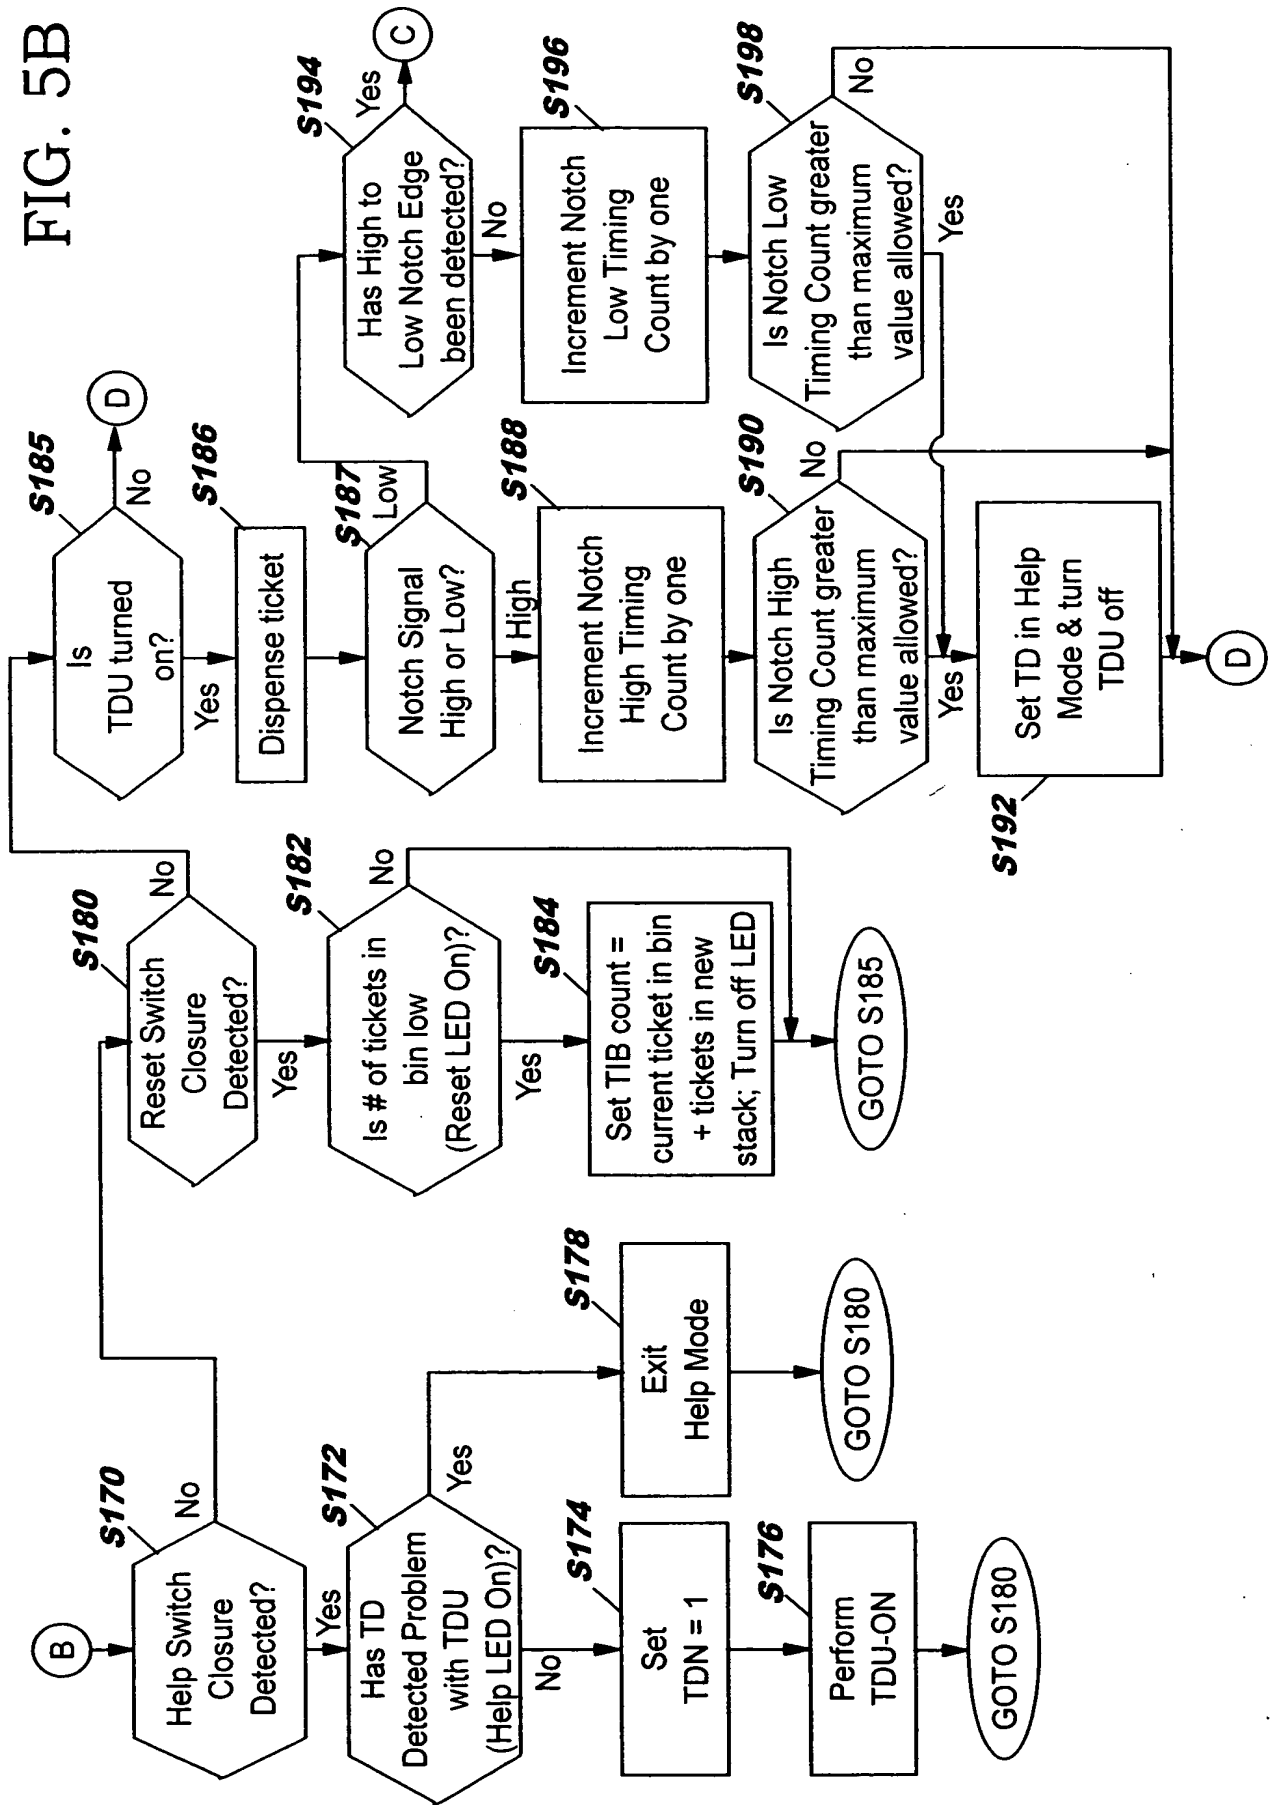 FIG. 5B
B
S170
Help Switch
Closure
Detected?
No
Yes
S172
Has TD
Detected Problem
with TDU
(Help LED On)?
Yes
No
S174
Set
TDN = 1
S176
Perform
TDU-ON
GOTO S180
S178
Exit
Help Mode
GOTO S180
S180
Reset Switch
Closure
Detected?
No
Yes
S182
Is # of tickets in
bin low
(Reset LED On)?
No
Yes
S184
Set TIB count =
current ticket in bin
+ tickets in new
stack; Turn off LED
GOTO S185
S185
Is
TDU turned
on?
No
D
Yes
S186
Dispense ticket
S187
Notch Signal
High or Low?
Low
High
S188
Increment Notch
High Timing
Count by one
S190
Is Notch High
Timing Count greater
than maximum
value allowed?
No
Yes
S192
Set TD in Help
Mode & turn
TDU off
D
S194
Has High to
Low Notch Edge
been detected?
Yes
C
No
S196
Increment Notch
Low Timing
Count by one
S198
Is Notch Low
Timing Count greater
than maximum
value allowed?
No
Yes